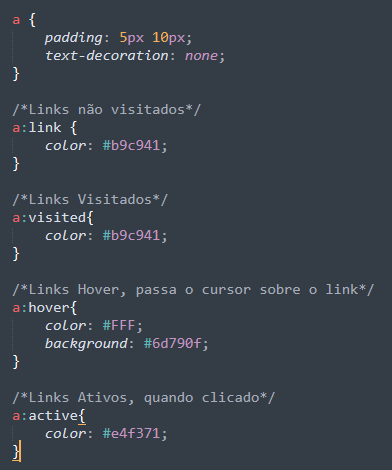 a {
    padding: 5px 10px;
    text-decoration: none;
}

/*Links não visitados*/
a:link {
    color: #b9c941;
}

/*Links Visitados*/
a:visited{
    color: #b9c941;
}

/*Links Hover, passa o cursor sobre o link*/
a:hover{
    color: #FFF;
    background: #6d790f;
}

/*Links Ativos, quando clicado*/
a:active{
    color: #e4f371;
}